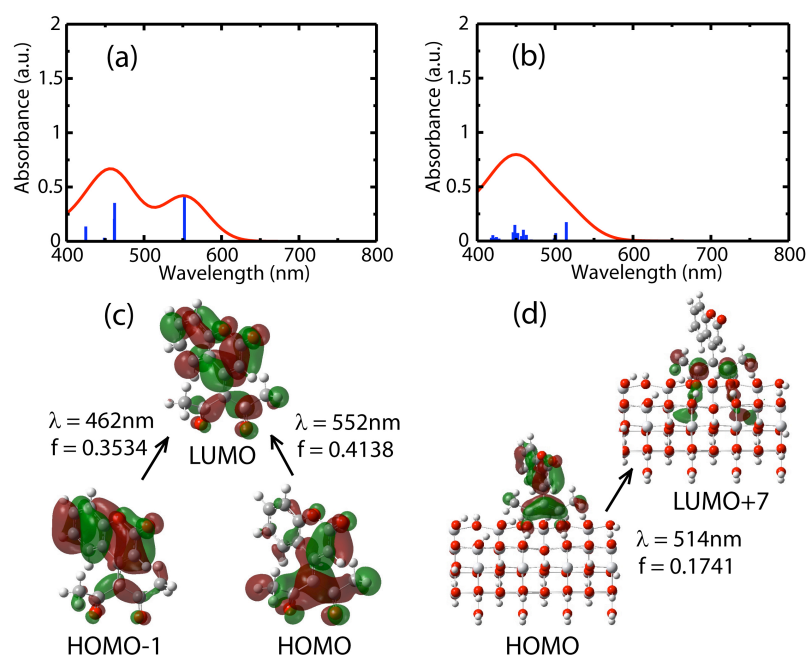 2
1.5
1
0.5
0
Absorbance (a.u.)
(a)
400 500 600 700 800
Wavelength (nm)
2
1.5
1
0.5
0
Absorbance (a.u.)
(b)
400 500 600 700 800
Wavelength (nm)
(c)
λ = 462nm
f = 0.3534
λ = 552nm
f = 0.4138
LUMO
HOMO-1
HOMO
(d)
LUMO+7
λ = 514nm
f = 0.1741
HOMO